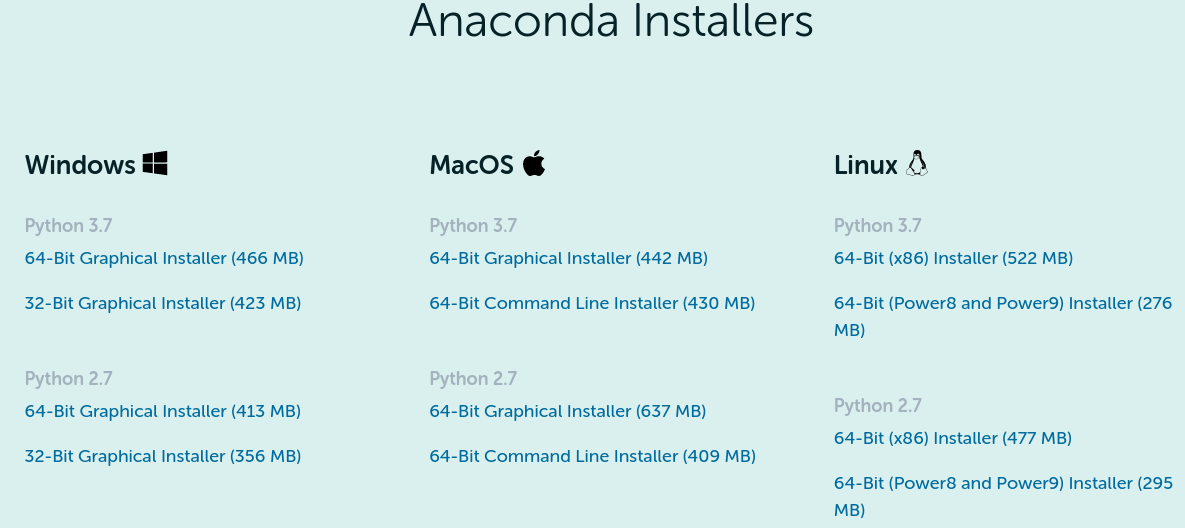 Anaconda Installers
Windows
Python 3.7
64-Bit Graphical Installer (466 MB)
32-Bit Graphical Installer (423 MB)
Python 2.7
64-Bit Graphical Installer (413 MB)
32-Bit Graphical Installer (356 MB)
MacOS
Python 3.7
64-Bit Graphical Installer (442 MB)
64-Bit Command Line Installer (430 MB)
Python 2.7
64-Bit Graphical Installer (637 MB)
64-Bit Command Line Installer (409 MB)
Linux
Python 3.7
64-Bit (x86) Installer (522 MB)
64-Bit (Power8 and Power9) Installer (276
MB)
Python 2.7
64-Bit (x86) Installer (477 MB)
64-Bit (Power8 and Power9) Installer (295
MB)